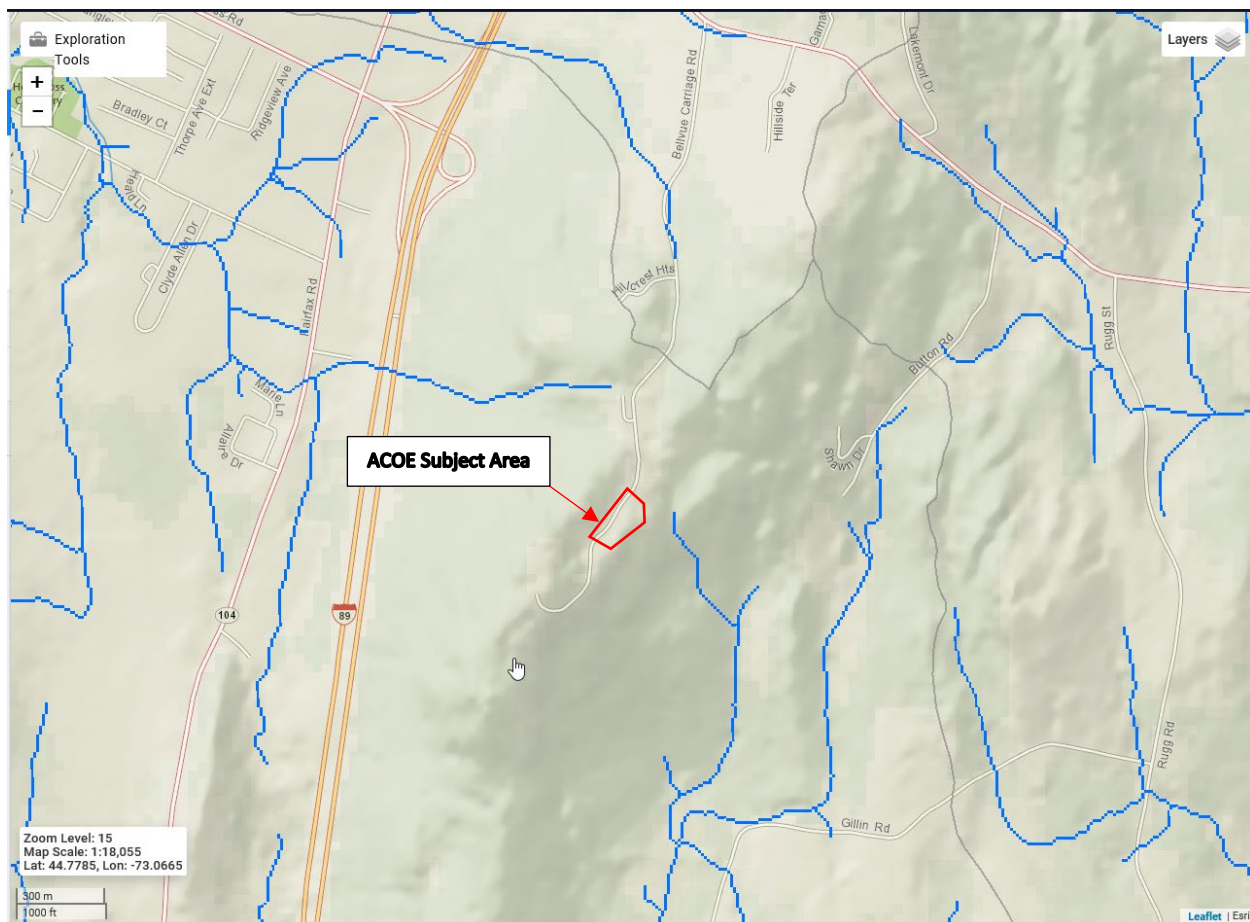 Exploration
Tools
+
−
Layers
Bradley Ct
Thorpe Ave Ext
Ridgeview Ave
Heald Ln
Clyde Allen Dr
Fairfax Rd
Bellvue Carriage Rd
Hillside Ter
Lakemont Dr
Hillcrest Hts
Button Rd
Rugg St
Marie Ln
Allaire Dr
Shawn Dr
ACOE Subject Area
104
89
Rugg Rd
Gillin Rd
Zoom Level: 15
Map Scale: 1:18,055
Lat: 44.7785, Lon: -73.0665
300 m
1000 ft
Leaflet | Esri